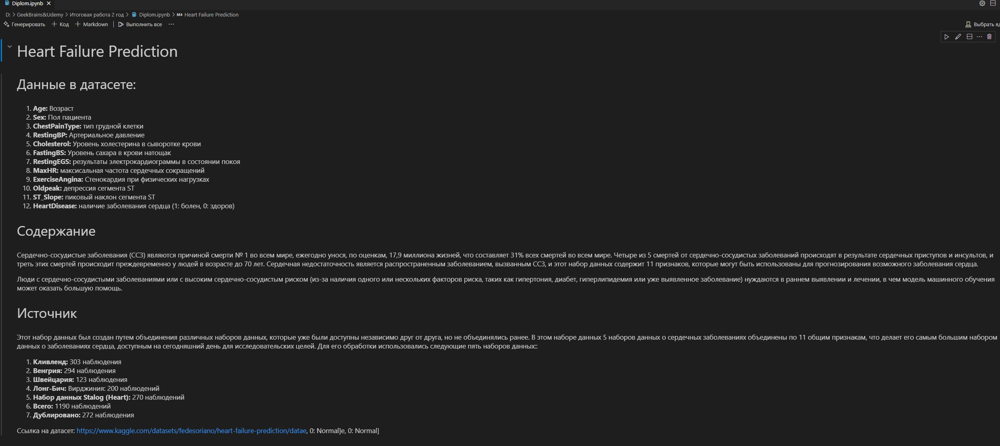 Diplom.ipynb
D: > GeekBrains&Udemy > Итоговая работа 2 год > Diplom.ipynb > M↓ Heart Failure Prediction
Генерировать + Код + Markdown | Выполнить все ...
Выбрать яд
Heart Failure Prediction
Данные в датасете:
1. Age: Возраст
2. Sex: Пол пациента
3. ChestPainType: тип грудной клетки
4. RestingBP: Артериальное давление
5. Cholesterol: Уровень холестерина в сыворотке крови
6. FastingBS: Уровень сахара в крови натощак
7. RestingEGS: результаты электрокардиограммы в состоянии покоя
8. MaxHR: максисальная частота сердечных сокращений
9. ExerciseAngina: Стенокардия при физических нагрузках
10. Oldpeak: депрессия сегмента ST
11. ST_Slope: пиковый наклон сегмента ST
12. HeartDisease: наличие заболевания сердца (1: болен, 0: здоров)
Содержание
Сердечно-сосудистые заболевания (ССЗ) являются причиной смерти № 1 во всем мире, ежегодно унося, по оценкам, 17,9 миллиона жизней, что составляет 31% всех смертей во всем мире. Четыре из 5 смертей от сердечно-сосудистых заболеваний происходят в результате сердечных приступов и инсультов, и
треть этих смертей происходит преждевременно у людей в возрасте до 70 лет. Сердечная недостаточность является распространенным заболеванием, вызванным ССЗ, и этот набор данных содержит 11 признаков, которые могут быть использованы для прогнозирования возможного заболевания сердца.
Люди с сердечно-сосудистыми заболеваниями или с высоким сердечно-сосудистым риском (из-за наличия одного или нескольких факторов риска, таких как гипертония, диабет, гиперлипидемия или уже выявленное заболевание) нуждаются в раннем выявлении и лечении, в чем модель машинного обучения
может оказать большую помощь.
Источник
Этот набор данных был создан путем объединения различных наборов данных, которые уже были доступны независимо друг от друга, но не объединялись ранее. В этом наборе данных 5 наборов данных о сердечных заболеваниях объединены по 11 общим признакам, что делает его самым большим набором
данных о заболеваниях сердца, доступным на сегодняшний день для исследовательских целей. Для его обработки использовались следующие пять наборов данных::
1. Кливленд: 303 наблюдения
2. Венгрия: 294 наблюдения
3. Швейцария: 123 наблюдения
4. Лонг-Бич: Вирджиния: 200 наблюдений
5. Набор данных Stalog (Heart): 270 наблюдений
6. Всего: 1190 наблюдений
7. Дублировано: 272 наблюдения
Ссылка на датасет: https://www.kaggle.com/datasets/fedesoriano/heart-failure-prediction/datae, 0: Normal]e, 0: Normal]